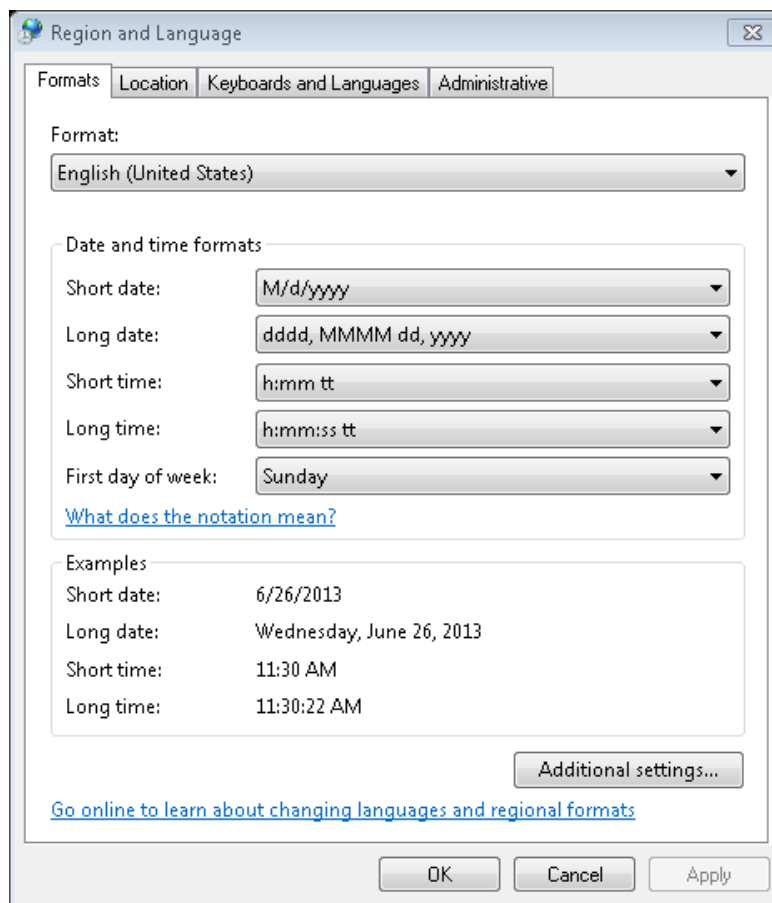 Region and Language
Formats Location Keyboards and Languages Administrative
Format:
English (United States)
Date and time formats
Short date: M/d/yyyy
Long date: dddd, MMMM dd, yyyy
Short time: h:mm tt
Long time: h:mm:ss tt
First day of week: Sunday
What does the notation mean?
Examples
Short date: 6/26/2013
Long date: Wednesday, June 26, 2013
Short time: 11:30 AM
Long time: 11:30:22 AM
Additional settings...
Go online to learn about changing languages and regional formats
OK Cancel Apply